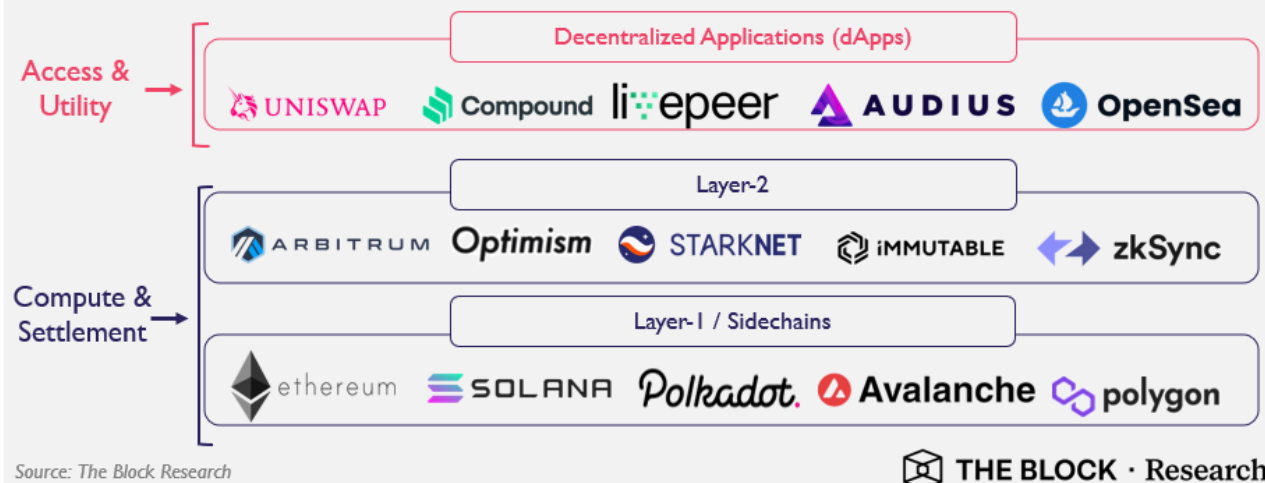 Decentralized Applications (dApps)
Access &
Utility
UNISWAP
Compound
livepeer
AUDIUS
OpenSea
Layer-2
ARBITRUM
Optimism
STARKNET
iMMUTABLE
zkSync
Compute &
Settlement
Layer-1 / Sidechains
ethereum
SOLANA
Polkadot.
Avalanche
polygon
Source: The Block Research
THE BLOCK · Research